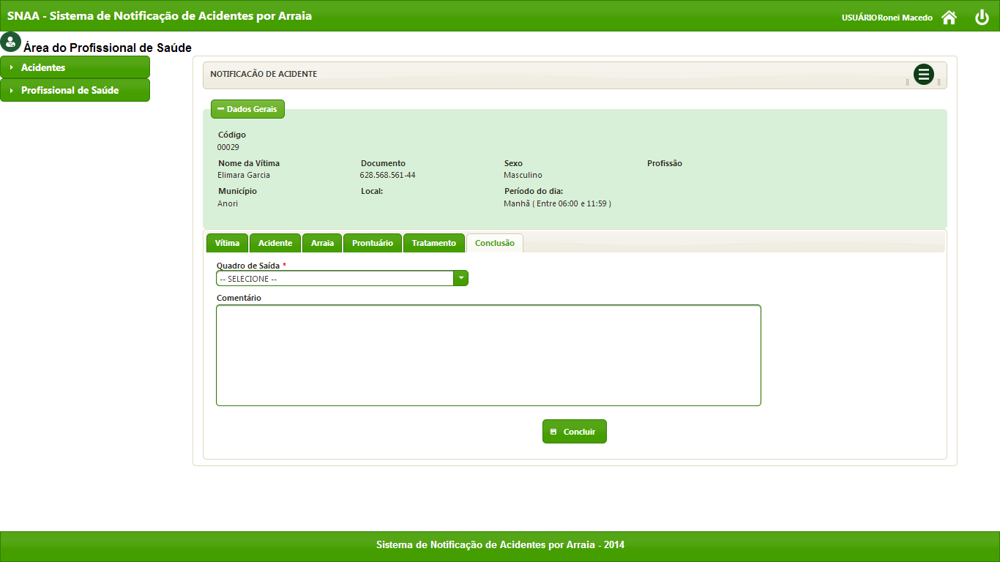 SNAA - Sistema de Notificação de Acidentes por Arraia
USUÁRIORonei Macedo
Área do Profissional de Saúde
Acidentes
Profissional de Saúde
NOTIFICACÃO DE ACIDENTE
Dados Gerais
Código
00029
Nome da Vítima Documento Sexo Profissão
Elimara Garcia 628.568.561-44 Masculino
Município Local: Período do dia:
Anori Manhã ( Entre 06:00 e 11:59 )
Vítima Acidente Arraia Prontuário Tratamento Conclusão
Quadro de Saída *
-- SELECIONE --
Comentário
Concluir
Sistema de Notificação de Acidentes por Arraia - 2014